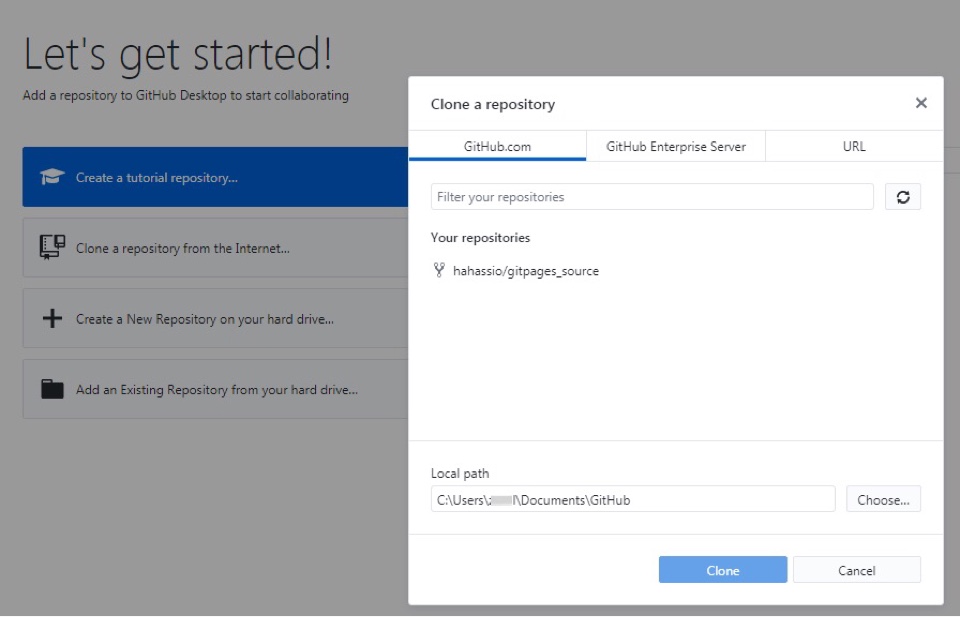 Let's get started!
Add a repository to GitHub Desktop to start collaborating
Create a tutorial repository...
Clone a repository from the Internet...
Create a New Repository on your hard drive...
Add an Existing Repository from your hard drive...
Clone a repository
GitHub.com
GitHub Enterprise Server
URL
Filter your repositories
Your repositories
hahassio/gitpages_source
Local path
C:\Users\ \Documents\GitHub
Choose...
Clone
Cancel